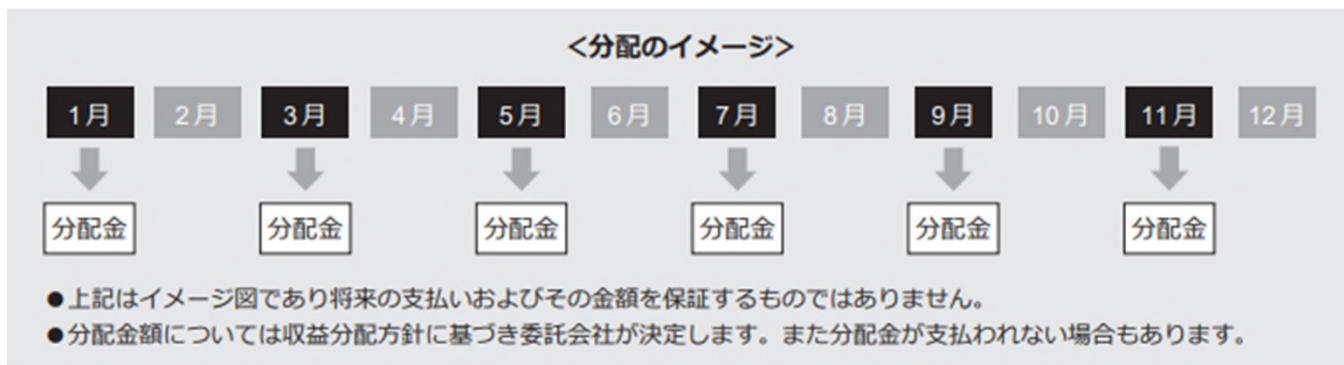 ＜分配のイメージ＞
1月 2月 3月 4月 5月 6月 7月 8月 9月 10月 11月 12月
分配金 分配金 分配金 分配金 分配金 分配金
●上記はイメージ図であり将来の支払いおよびその金額を保証するものではありません。
●分配金額については収益分配方針に基づき委託会社が決定します。また分配金が支払われない場合もあります。